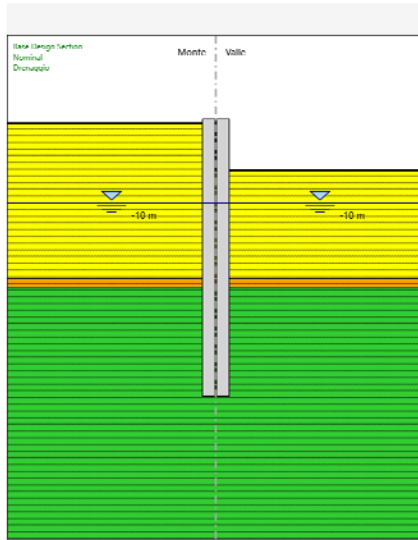 Base Design Section
Nominal
Drenaggio
Monte Valle
-10 m -10 m